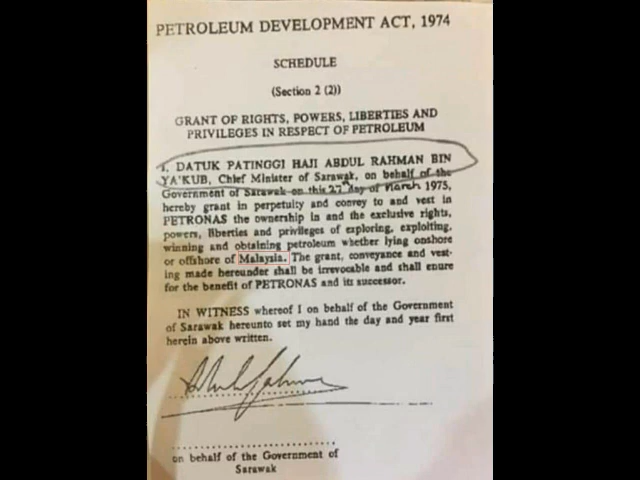 PETROLEUM DEVELOPMENT ACT, 1974
SCHEDULE
(Section 2 (2))
GRANT OF RIGHTS, POWERS, LIBERTIES AND
PRIVILEGES IN RESPECT OF PETROLEUM
I, DATUK PATINGGI HAJI ABDUL RAHMAN BIN
YA'KUB, Chief Minister of Sarawak, on behalf of the
Government of Sarawak on this 27 day of March 1975,
hereby grant in perpetuity and convey to and vest in
PETRONAS the ownership in and the exclusive rights,
powers, liberties and privileges of exploring, exploiting,
winning and obtaining petroleum whether lying onshore
or offshore of Malaysia. The grant, conveyance and vest-
ing made hereunder shall be irrevocable and shall enure
for the benefit of PETRONAS and its successor.
IN WITNESS whereof I on behalf of the Government
of Sarawak hereunto set my hand the day and year first
herein above written.
on behalf of the Government of
Sarawak